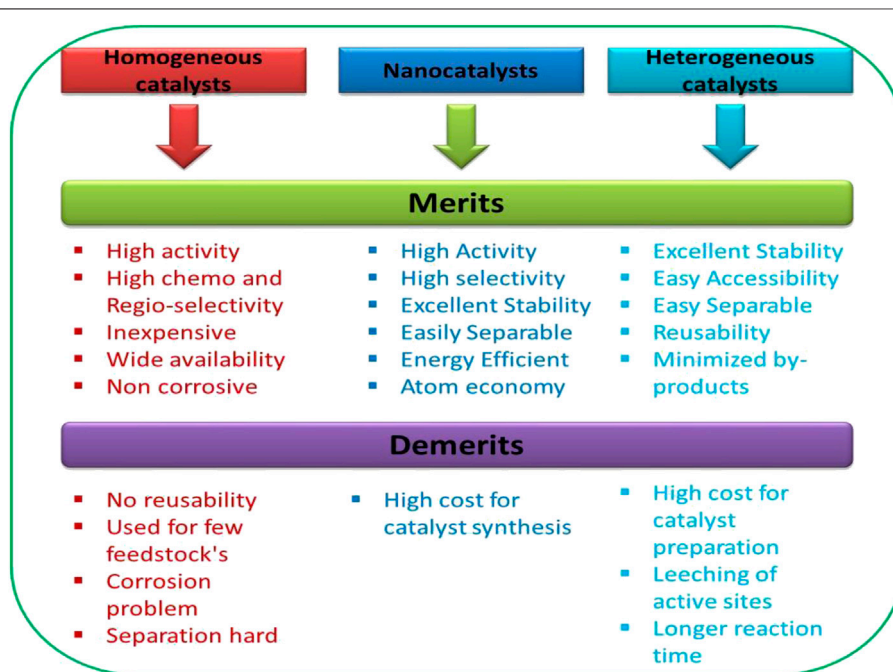 Homogeneous
catalysts
Nanocatalysts
Heterogeneous
catalysts
Merits
▪ High activity
▪ High chemo and
Regio-selectivity
▪ Inexpensive
▪ Wide availability
▪ Non corrosive
▪ High Activity
▪ High selectivity
▪ Excellent Stability
▪ Easily Separable
▪ Energy Efficient
▪ Atom economy
▪ Excellent Stability
▪ Easy Accessibility
▪ Easy Separable
▪ Reusability
▪ Minimized by-
products
Demerits
▪ No reusability
▪ Used for few
feedstock's
▪ Corrosion
problem
▪ Separation hard
▪ High cost for
catalyst synthesis
▪ High cost for
catalyst
preparation
▪ Leeching of
active sites
▪ Longer reaction
time